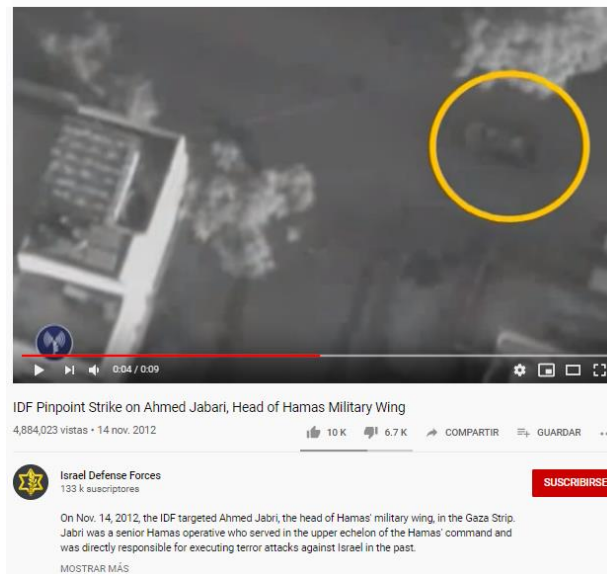 0:04 / 0:09
IDF Pinpoint Strike on Ahmed Jabari, Head of Hamas Military Wing
4,884,023 vistas • 14 nov. 2012
10 K
6.7 K
COMPARTIR
GUARDAR
Israel Defense Forces
133 k suscriptores
SUSCRIBIRSE
On Nov. 14, 2012, the IDF targeted Ahmed Jabri, the head of Hamas' military wing, in the Gaza Strip.
Jabri was a senior Hamas operative who served in the upper echelon of the Hamas' command and
was directly responsible for executing terror attacks against Israel in the past.
MOSTRAR MÁS